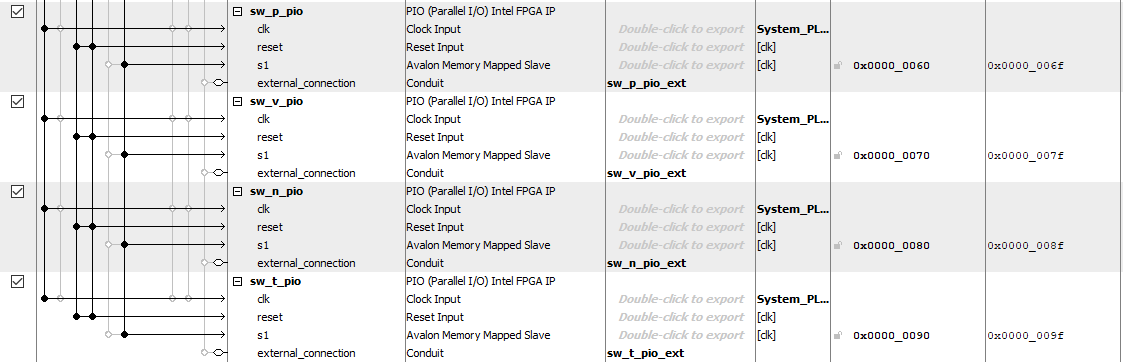 sw_p_pio PIO (Parallel I/O) Intel FPGA IP
clk Clock Input Double-click to export System_PL...
reset Reset Input Double-click to export [clk]
s1 Avalon Memory Mapped Slave Double-click to export [clk] 0x0000_0060 0x0000_006f
external_connection Conduit sw_p_pio_ext
sw_v_pio PIO (Parallel I/O) Intel FPGA IP
clk Clock Input Double-click to export System_PL...
reset Reset Input Double-click to export [clk]
s1 Avalon Memory Mapped Slave Double-click to export [clk] 0x0000_0070 0x0000_007f
external_connection Conduit sw_v_pio_ext
sw_n_pio PIO (Parallel I/O) Intel FPGA IP
clk Clock Input Double-click to export System_PL...
reset Reset Input Double-click to export [clk]
s1 Avalon Memory Mapped Slave Double-click to export [clk] 0x0000_0080 0x0000_008f
external_connection Conduit sw_n_pio_ext
sw_t_pio PIO (Parallel I/O) Intel FPGA IP
clk Clock Input Double-click to export System_PL...
reset Reset Input Double-click to export [clk]
s1 Avalon Memory Mapped Slave Double-click to export [clk] 0x0000_0090 0x0000_009f
external_connection Conduit sw_t_pio_ext